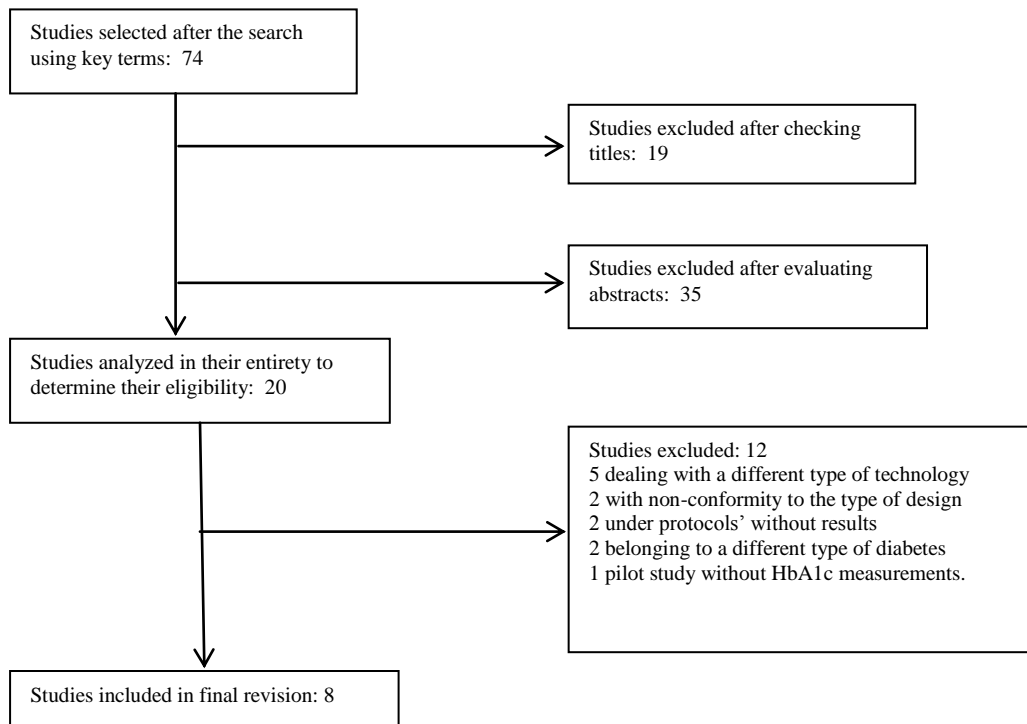 Studies selected after the search
using key terms: 74
Studies excluded after checking
titles: 19
Studies excluded after evaluating
abstracts: 35
Studies analyzed in their entirety to
determine their eligibility: 20
Studies excluded: 12
5 dealing with a different type of technology
2 with non-conformity to the type of design
2 under protocols’ without results
2 belonging to a different type of diabetes
1 pilot study without HbA1c measurements.
Studies included in final revision: 8